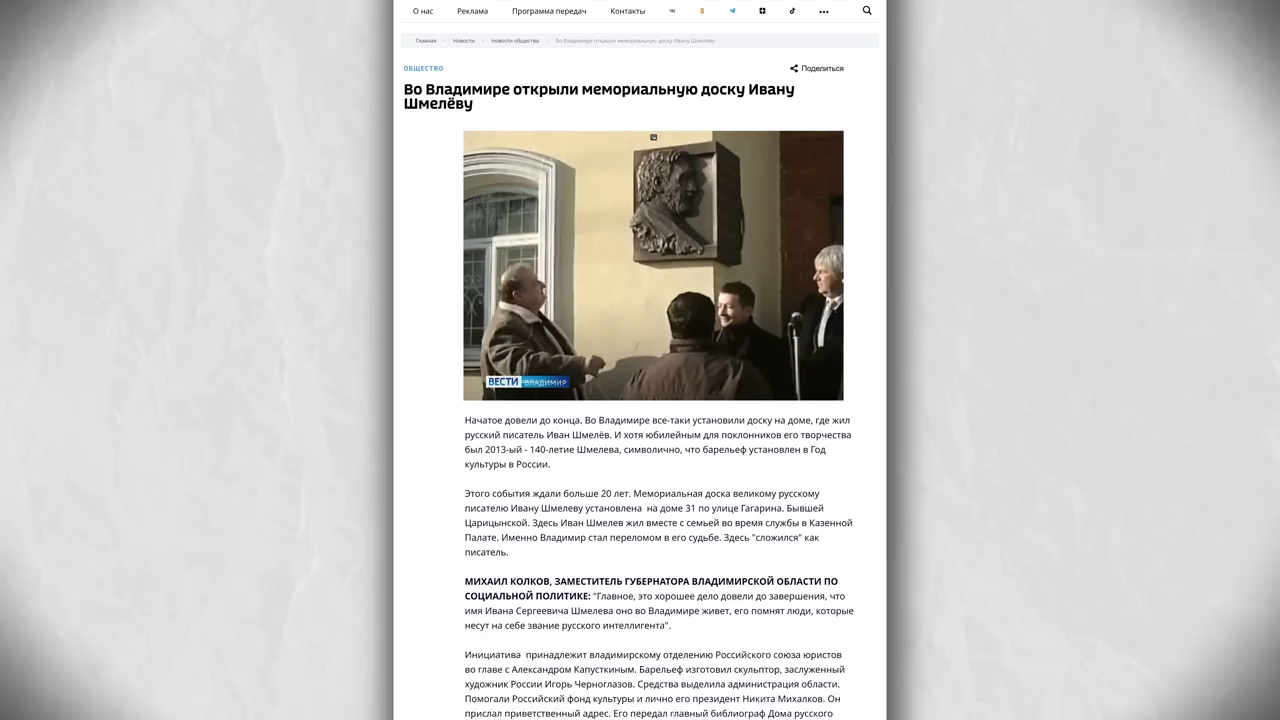 О нас Реклама Программа передач Контакты
Главная Новости Новости общества Во Владимире открыли мемориальную доску Ивану Шмелёву
ОБЩЕСТВО
Поделиться
Во Владимире открыли мемориальную доску Ивану
Шмелёву
ВЕСТИ ВЛАДИМИР
Начатое довели до конца. Во Владимире все-таки установили доску на доме, где жил
русский писатель Иван Шмелёв. И хотя юбилейным для поклонников его творчества
был 2013-ый - 140-летие Шмелева, символично, что барельеф установлен в Год
культуры в России.
Этого события ждали больше 20 лет. Мемориальная доска великому русскому
писателю Ивану Шмелеву установлена на доме 31 по улице Гагарина. Бывшей
Царицынской. Здесь Иван Шмелев жил вместе с семьей во время службы в Казенной
Палате. Именно Владимир стал переломом в его судьбе. Здесь "сложился" как
писатель.
МИХАИЛ КОЛКОВ, ЗАМЕСТИТЕЛЬ ГУБЕРНАТОРА ВЛАДИМИРСКОЙ ОБЛАСТИ ПО
СОЦИАЛЬНОЙ ПОЛИТИКЕ: "Главное, это хорошее дело довели до завершения, что
имя Ивана Сергеевича Шмелева оно во Владимире живет, его помнят люди, которые
несут на себе звание русского интеллигента".
Инициатива принадлежит владимирскому отделению Российского союза юристов
во главе с Александром Капусткиным. Барельеф изготовил скульптор, заслуженный
художник России Игорь Черноглазов. Средства выделила администрация области.
Помогали Российский фонд культуры и лично его президент Никита Михалков. Он
прислал приветственный адрес. Его передал главный библиограф Дома русского